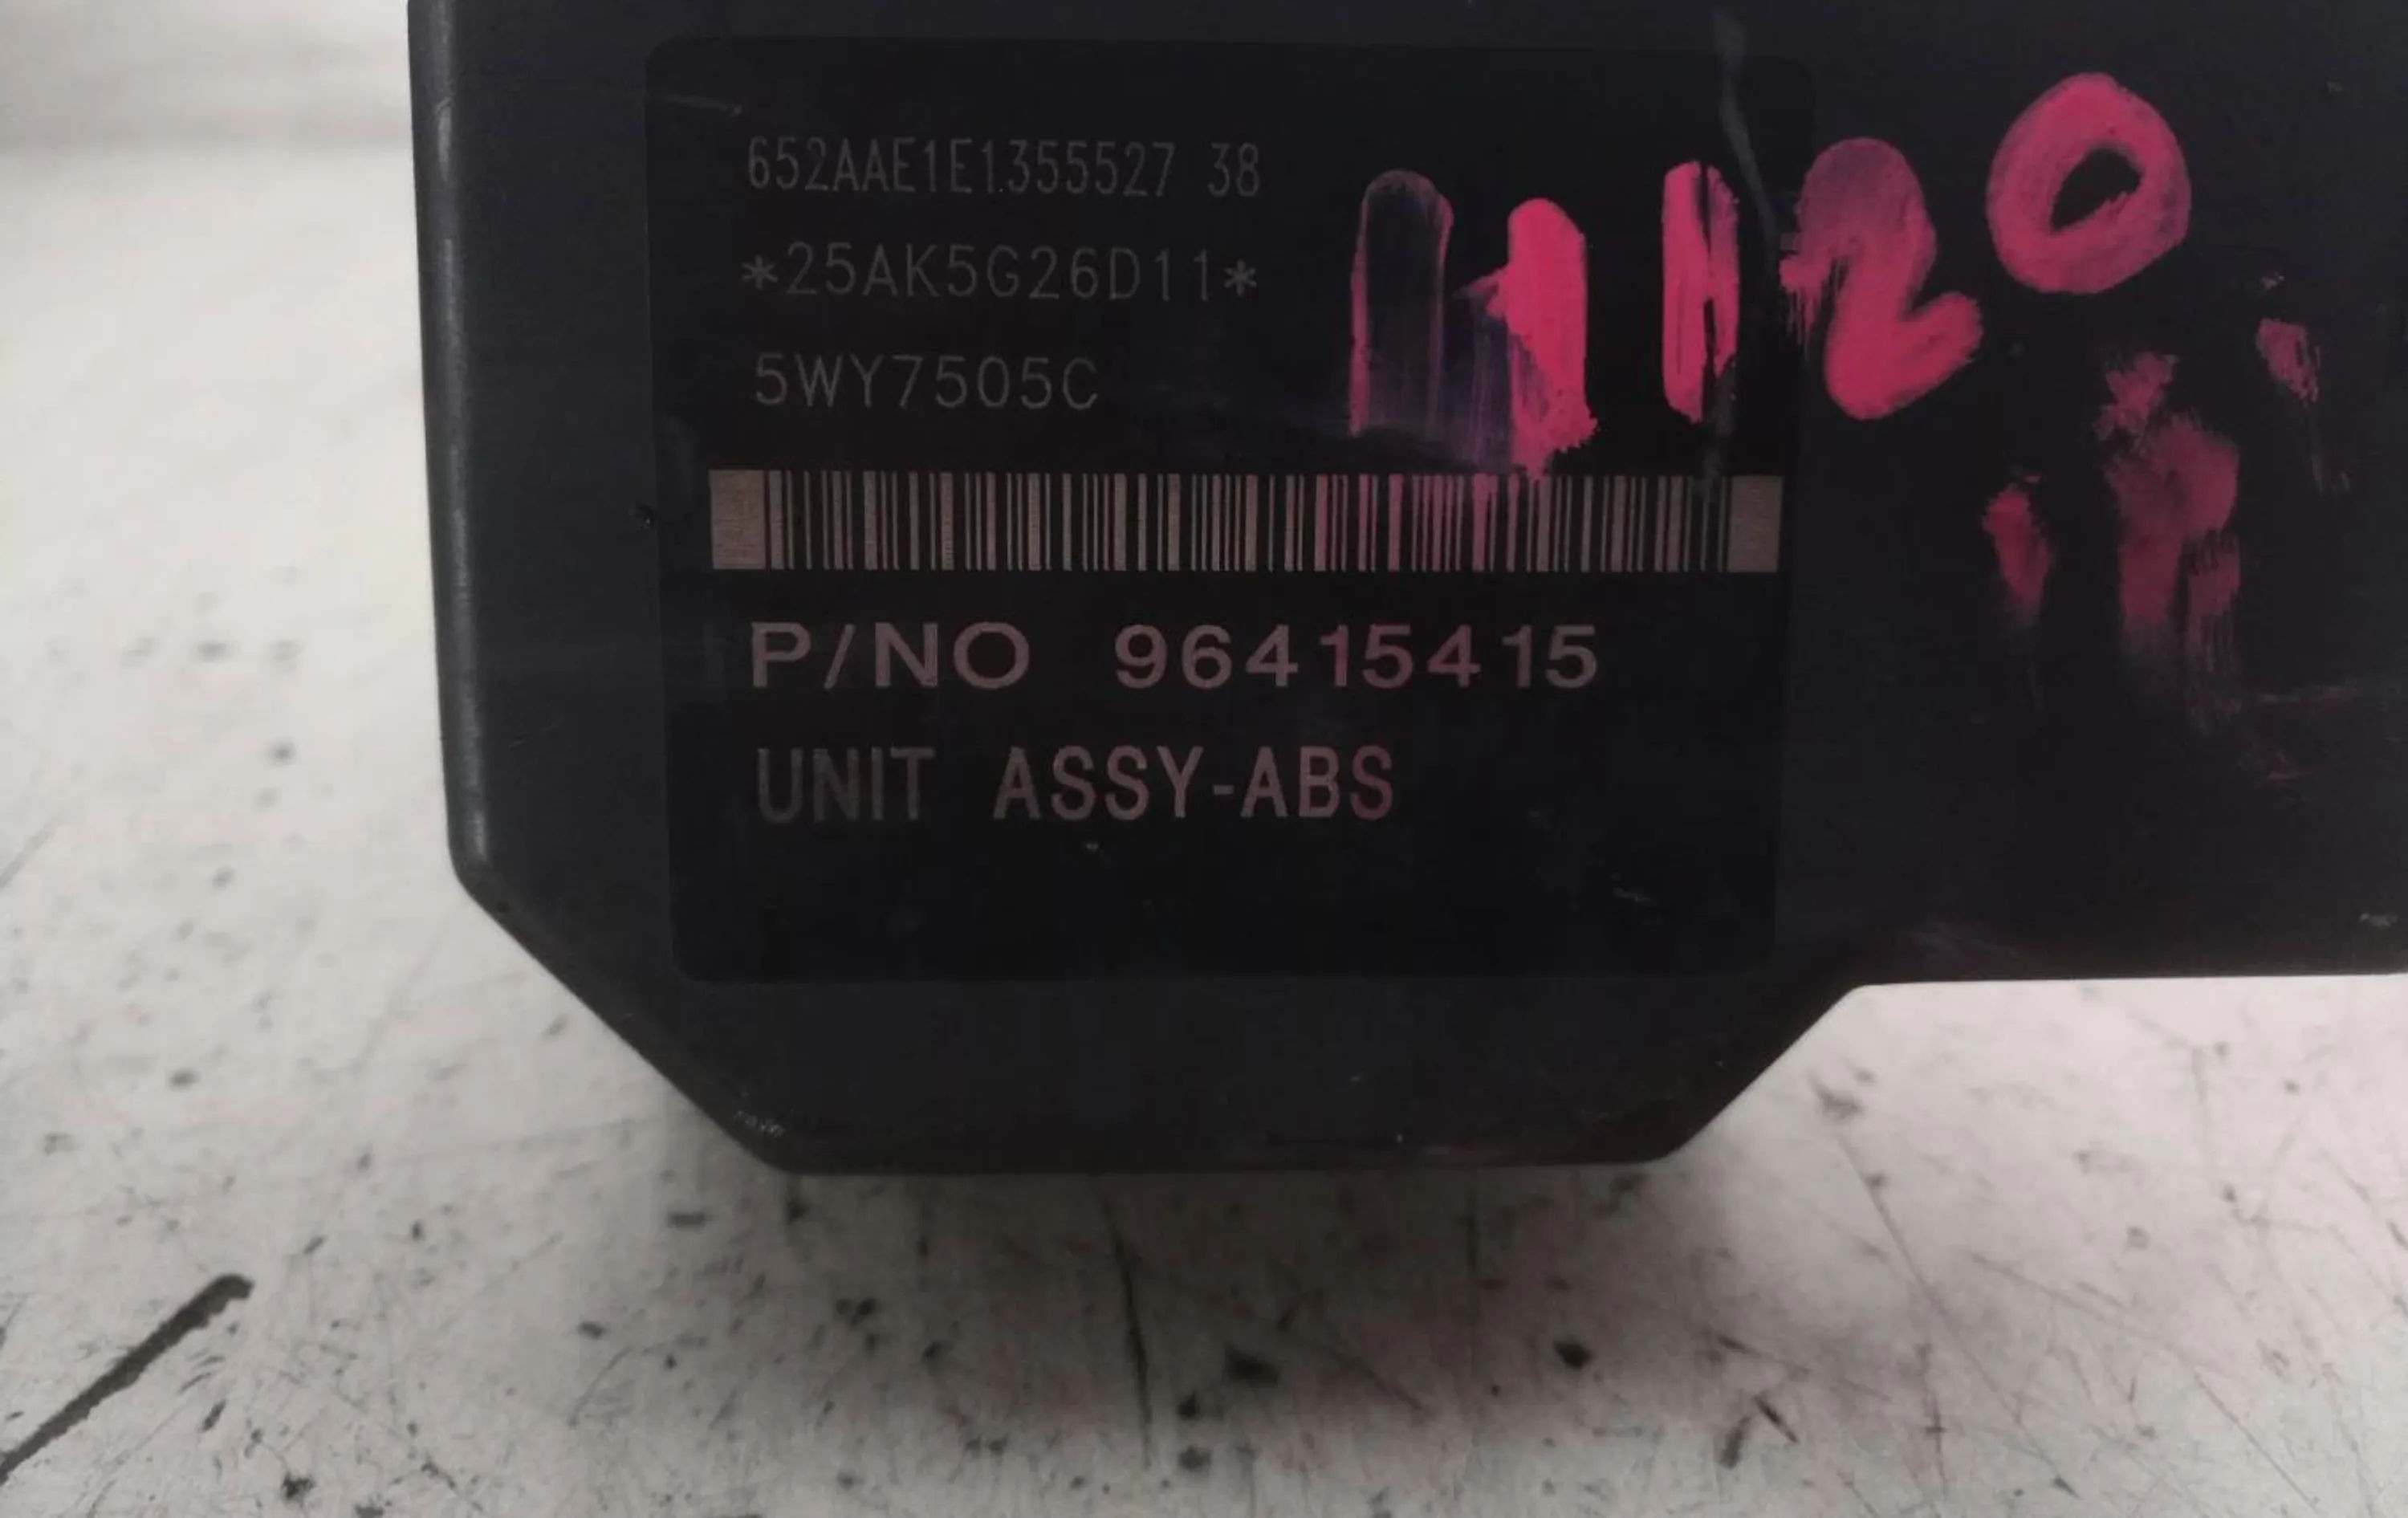 652AAE1E1355527 38
*25AK5G26D11*
5WY7505C
P/NO 96415415
UNIT ASSY-ABS